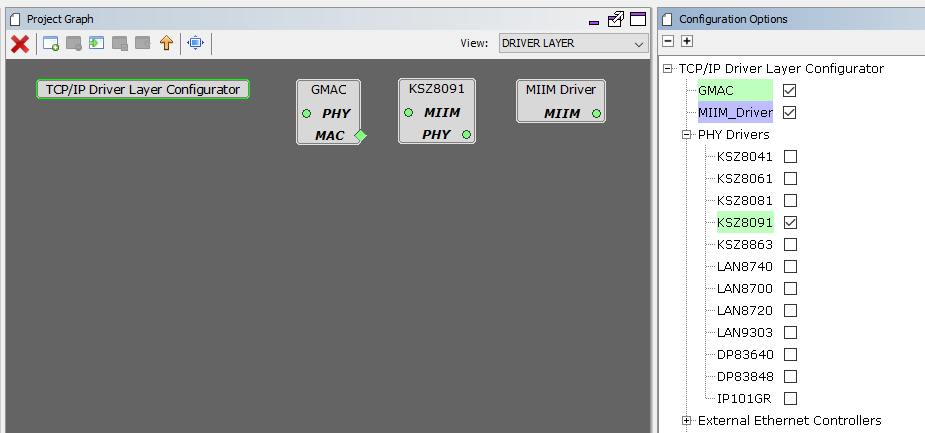 Project Graph
View: DRIVER LAYER
TCP/IP Driver Layer Configurator
GMAC
PHY
MAC
KSZ8091
MIIM
PHY
MIIM Driver
MIIM
Configuration Options
TCP/IP Driver Layer Configurator
GMAC
MIIM_Driver
PHY Drivers
KSZ8041
KSZ8061
KSZ8081
KSZ8091
KSZ8863
LAN8740
LAN8700
LAN8720
LAN9303
DP83640
DP83848
IP101GR
External Ethernet Controllers